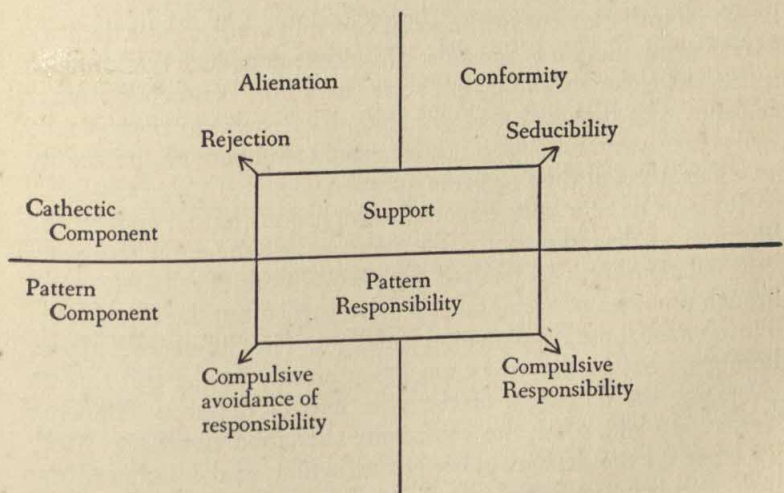 Alienation
Conformity
Rejection
Seducibility
Cathectic
Component
Support
Pattern
Component
Pattern
Responsibility
Compulsive
avoidance of
responsibility
Compulsive
Responsibility